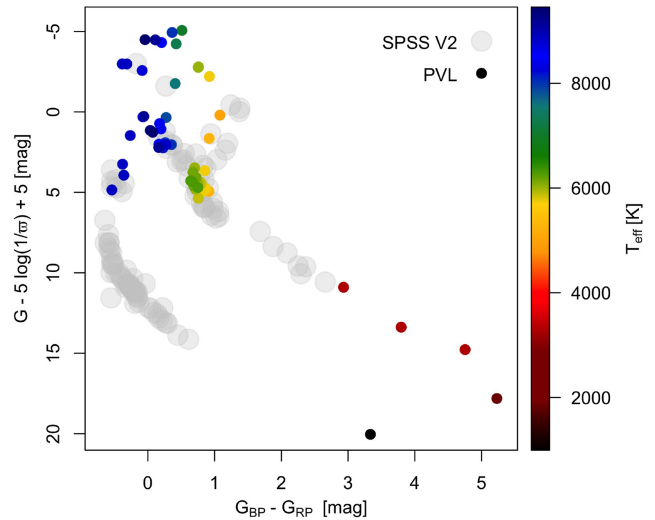 SPSS V2
PVL
-5
0
5
10
15
20
G - 5 log(1/ϖ) + 5 [mag]
0 1 2 3 4 5
G_BP - G_RP [mag]
8000
6000
4000
2000
T_eff [K]